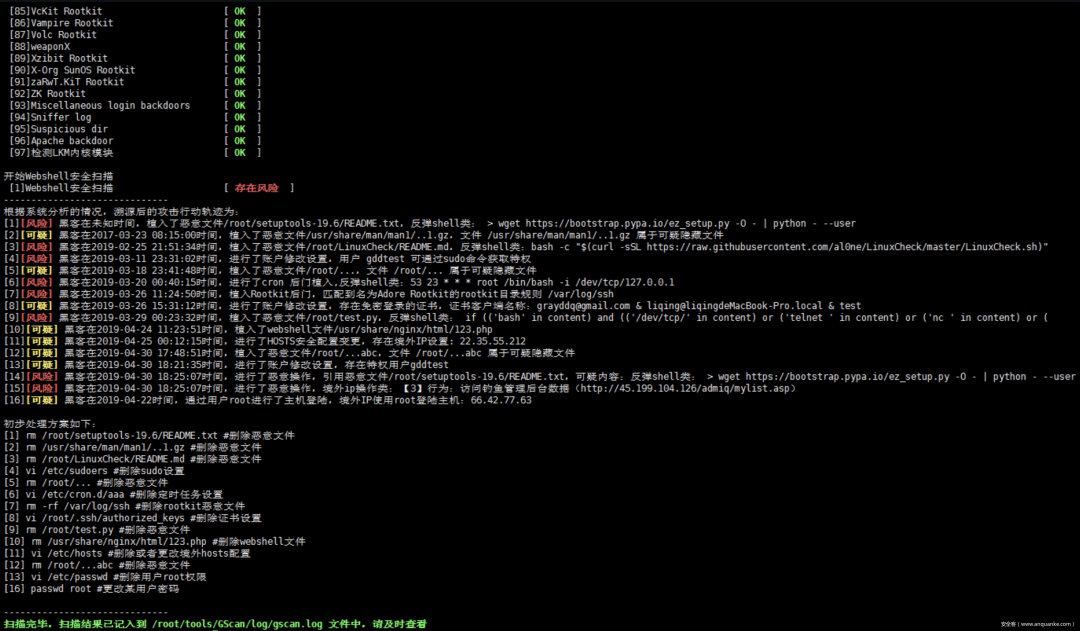 [85]VcKit Rootkit [ OK ]
[86]Vampire Rootkit [ OK ]
[87]Volc Rootkit [ OK ]
[88]weaponX [ OK ]
[89]Xzibit Rootkit [ OK ]
[90]X-Org SunOS Rootkit [ OK ]
[91]zaRwT.KiT Rootkit [ OK ]
[92]ZK Rootkit [ OK ]
[93]Miscellaneous login backdoors [ OK ]
[94]Sniffer log [ OK ]
[95]Suspicious dir [ OK ]
[96]Apache backdoor [ OK ]
[97]检测LKM内核模块 [ OK ]
开始Webshell安全扫描
[1]Webshell安全扫描 [ 存在风险 ]
------------------------------
根据系统分析的情况，溯源后的攻击行动轨迹为：
[1][风险] 黑客在未知时间，植入了恶意文件/root/setuptools-19.6/README.txt，反弹shell类： > wget https://bootstrap.pypa.io/ez_setup.py -O - | python - --user
[2][可疑] 黑客在2017-03-23 08:15:00时间，植入了恶意文件/usr/share/man/man1/..1.gz，文件 /usr/share/man/man1/..1.gz 属于可疑隐藏文件
[3][风险] 黑客在2019-02-25 21:51:34时间，植入了恶意文件/root/LinuxCheck/README.md，反弹shell类：bash -c "$(curl -sSL https://raw.githubusercontent.com/al0ne/LinuxCheck/master/LinuxCheck.sh)"
[4][风险] 黑客在2019-03-11 23:23:01时间，进行了账户修改设置，用户 gddtest 可通过sudo命令获取特权
[5][可疑] 黑客在2019-03-18 23:41:48时间，植入了恶意文件/root/...，文件 /root/... 属于可疑隐藏文件
[6][风险] 黑客在2019-03-20 00:40:15时间，进行了cron 后门植入,反弹shell类：53 23 * * * root /bin/bash -i /dev/tcp/127.0.0.1
[7][风险] 黑客在2019-03-26 11:24:50时间，植入Rootkit后门，匹配到名为Adore Rootkit的rootkit目录规则 /var/log/ssh
[8][可疑] 黑客在2019-03-26 15:31:12时间，进行了账户修改设置，存在免密登录的证书，证书客户端名称：grayddq@gmail.com & liqing@liqingdeMacBook-Pro.local & test
[9][风险] 黑客在2019-03-29 00:23:32时间，植入了恶意文件/root/test.py，反弹shell类： if (('bash' in content) and (('/dev/tcp/' in content) or ('telnet ' in content) or ('nc ' in content) or (
[10][可疑] 黑客在2019-04-24 11:23:51时间，植入了webshell文件/usr/share/nginx/html/123.php
[11][可疑] 黑客在2019-04-25 00:12:15时间，进行了HOSTS安全配置变更，存在境外IP设置：22.35.55.212
[12][可疑] 黑客在2019-04-30 17:48:51时间，植入了恶意文件/root/...abc，文件 /root/...abc 属于可疑隐藏文件
[13][可疑] 黑客在2019-04-30 18:21:35时间，进行了账户修改设置，存在特权用户gddtest
[14][风险] 黑客在2019-04-30 18:25:07时间，进行了恶意操作，引用恶意文件/root/setuptools-19.6/README.txt，可疑内容：反弹shell类： > wget https://bootstrap.pypa.io/ez_setup.py -O - | python - --user
[15][风险] 黑客在2019-04-30 18:25:07时间，进行了恶意操作，境外ip操作类：【3】行为：访问钓鱼管理后台数据（http://45.199.104.126/admiq/mylist.asp）
[16][可疑] 黑客在2019-04-22时间，通过用户root进行了主机登陆，境外IP使用root登陆主机：66.42.77.63
初步处理方案如下：
[1] rm /root/setuptools-19.6/README.txt #删除恶意文件
[2] rm /usr/share/man/man1/..1.gz #删除恶意文件
[3] rm /root/LinuxCheck/README.md #删除恶意文件
[4] vi /etc/sudoers #删除sudo设置
[5] rm /root/... #删除恶意文件
[6] vi /etc/cron.d/aaa #删除定时任务设置
[7] rm -rf /var/log/ssh #删除rootkit恶意文件
[8] vi /root/.ssh/authorized_keys #删除证书设置
[9] rm /root/test.py #删除恶意文件
[10] rm /usr/share/nginx/html/123.php #删除webshell文件
[11] vi /etc/hosts #删除或者更改境外hosts配置
[12] rm /root/...abc #删除恶意文件
[13] vi /etc/passwd #删除用户root权限
[16] passwd root #更改某用户密码
------------------------------
扫描完毕，扫描结果已记入到 /root/tools/GScan/log/gscan.log 文件中，请及时查看
安全客（www.anquanke.com）